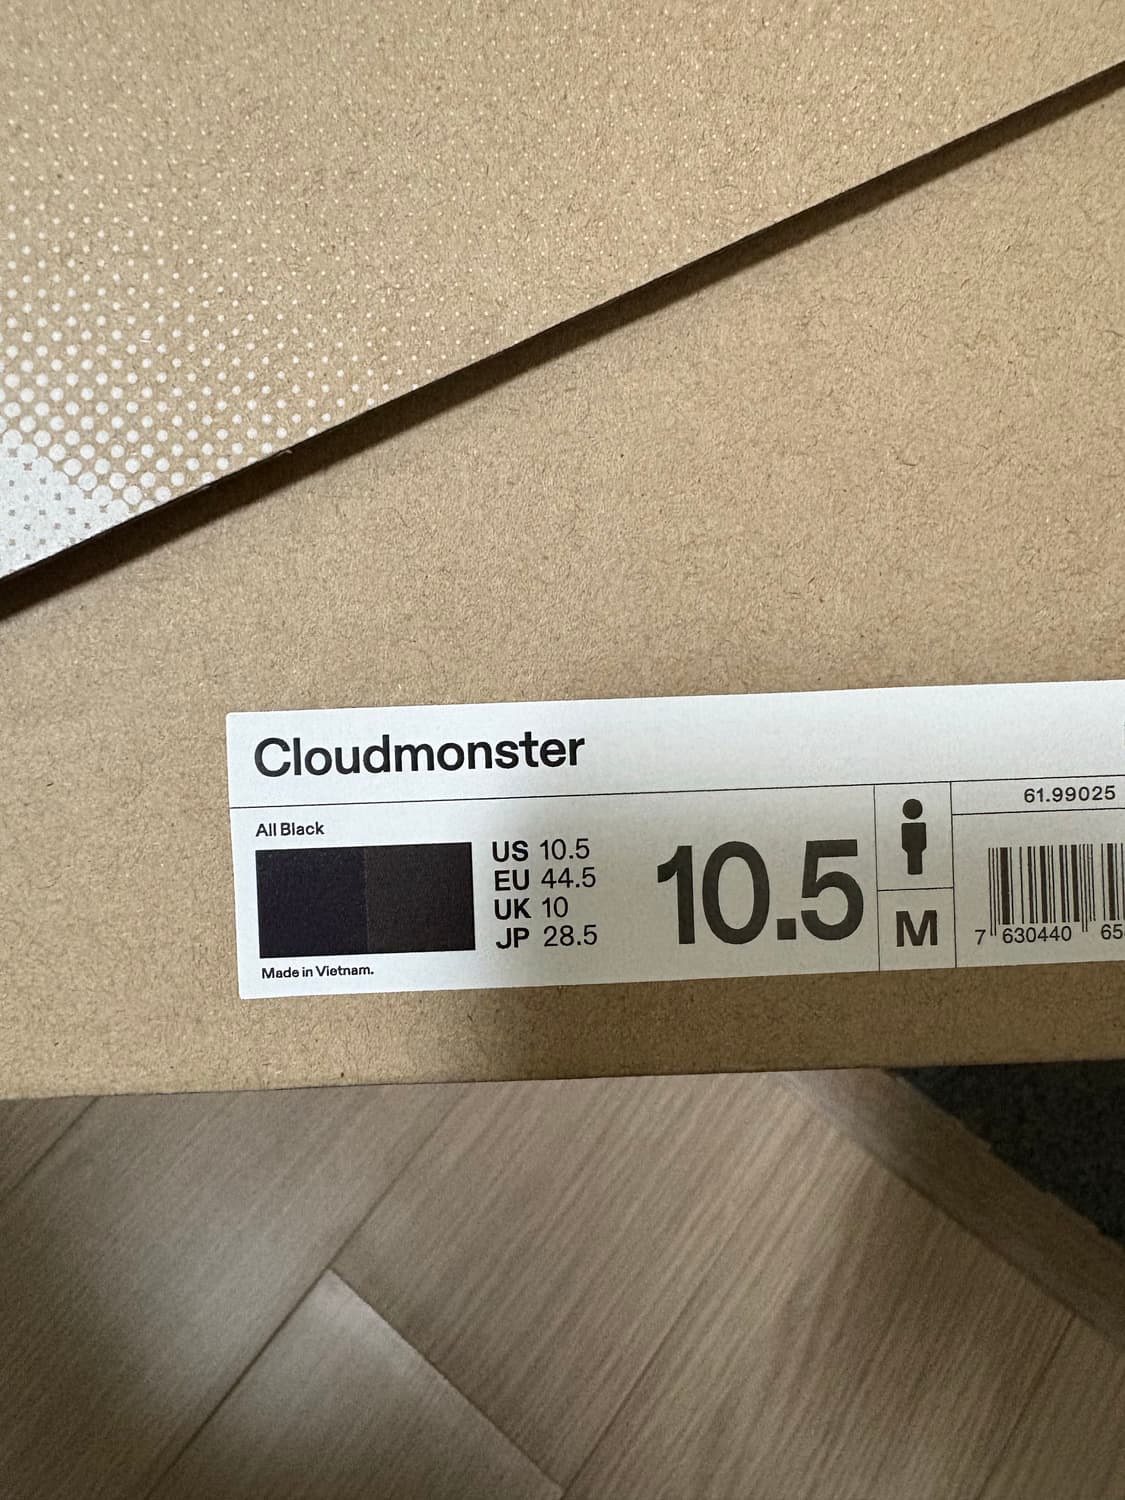 Cloudmonster
All Black
US 10.5
EU 44.5
UK 10
JP 28.5
10.5
M
61.99025
7 630440 65
Made in Vietnam.